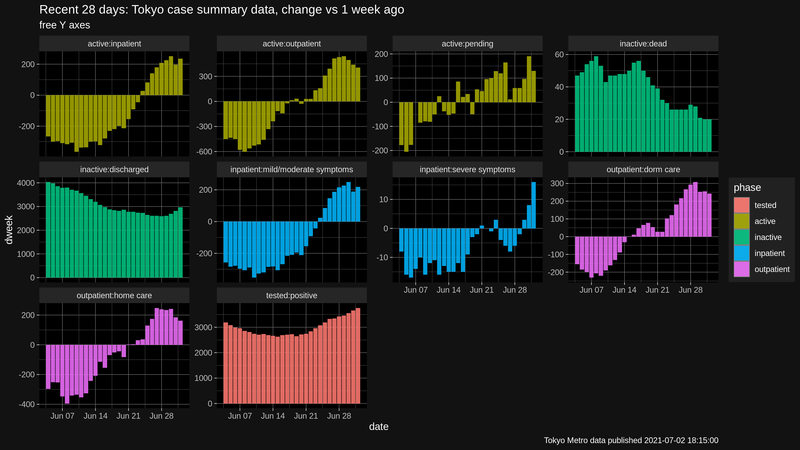 Recent 28 days: Tokyo case summary data, change vs 1 week ago
free Y axes
active:inpatient
active:outpatient
active:pending
inactive:dead
200
0
-200
300
0
-300
-600
200
100
0
-100
-200
60
40
20
0
inactive:discharged
inpatient:mild/moderate symptoms
inpatient:severe symptoms
outpatient:dorm care
4000
3000
2000
1000
0
200
0
-200
10
0
-10
300
200
100
0
-100
-200
Jun 07 Jun 14 Jun 21 Jun 28
Jun 07 Jun 14 Jun 21 Jun 28
outpatient:home care
tested:positive
200
0
-200
-400
3000
2000
1000
0
Jun 07 Jun 14 Jun 21 Jun 28
Jun 07 Jun 14 Jun 21 Jun 28
dweek
date
phase
tested
active
inactive
inpatient
outpatient
Tokyo Metro data published 2021-07-02 18:15:00